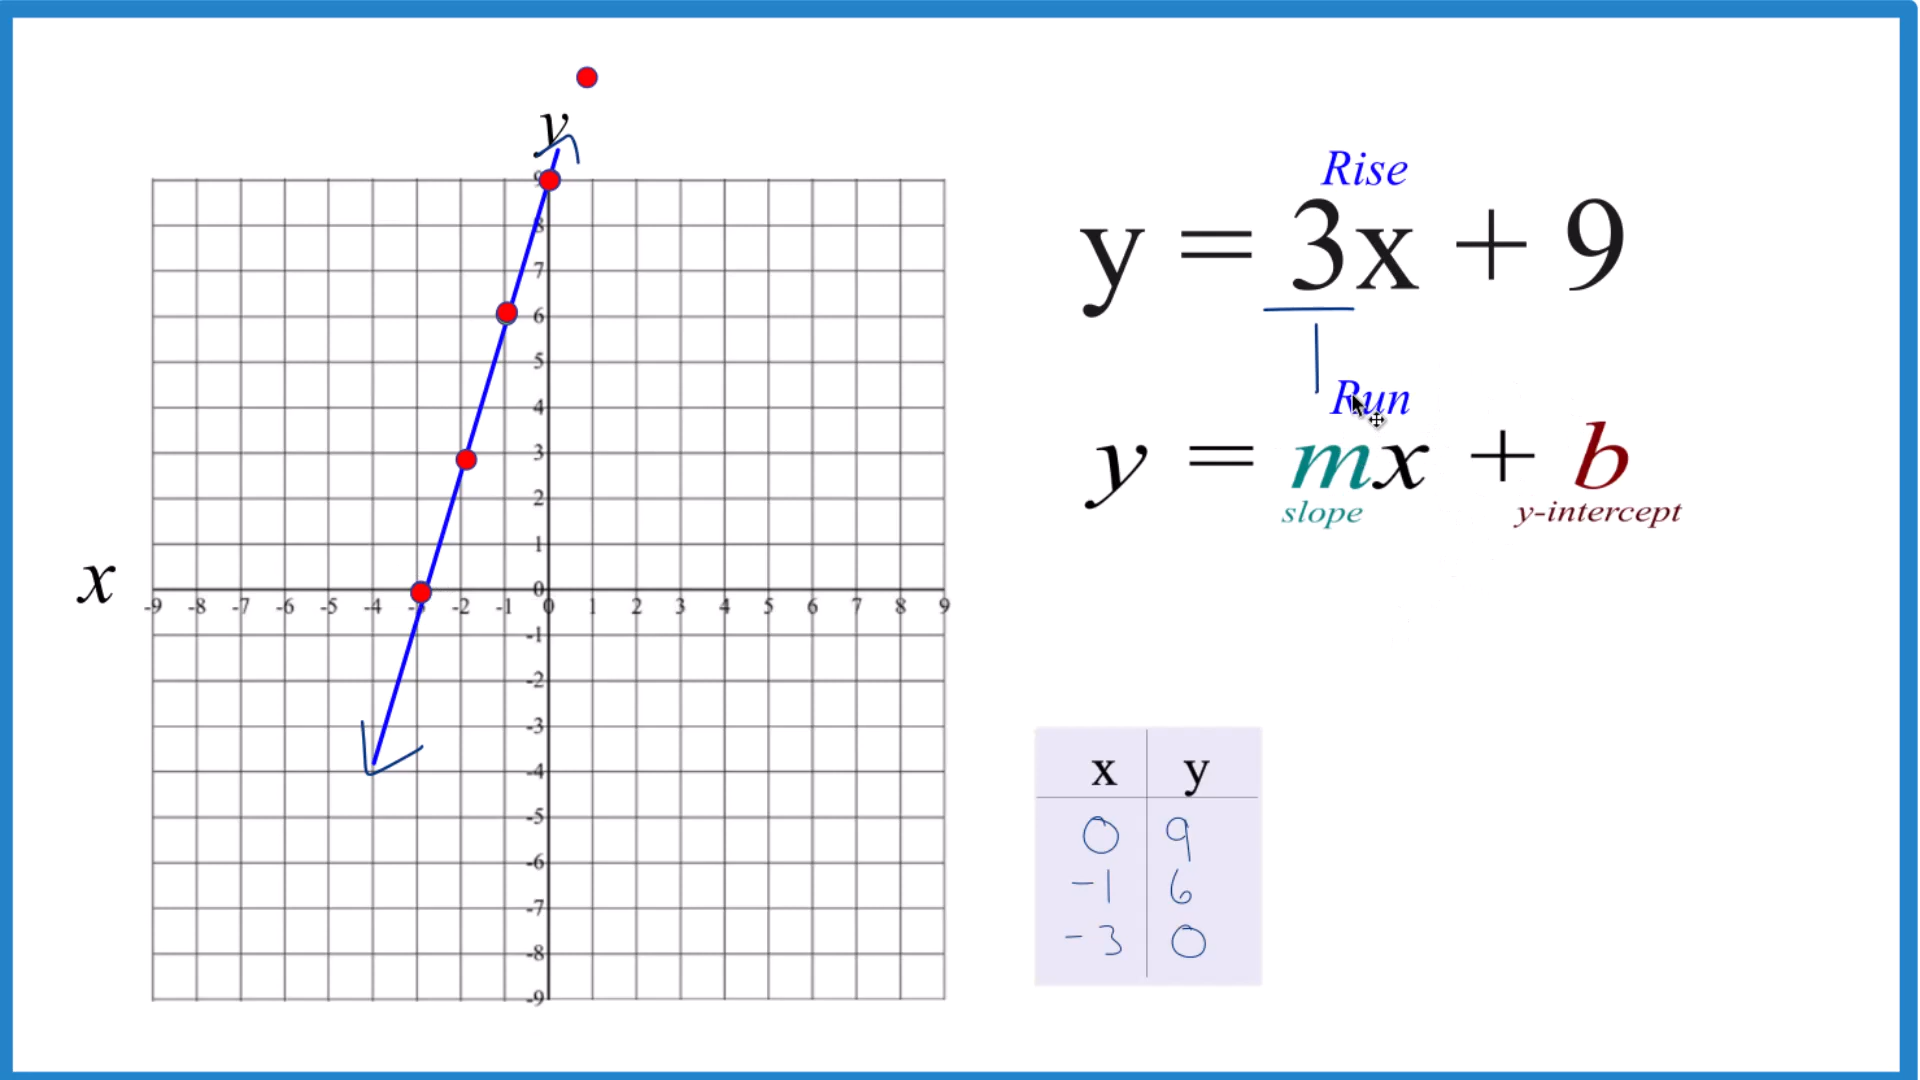 y
9
8
7
6
5
4
3
2
1
0
x
-9 -8 -7 -6 -5 -4 -2 -1 0 1 2 3 4 5 6 7 8 9
-1
-2
-3
-4
-5
-6
-7
-8
-9
Rise
y = 3x + 9
1
Run
y = mx + b
slope y-intercept
x y
0 9
-1 6
-3 0